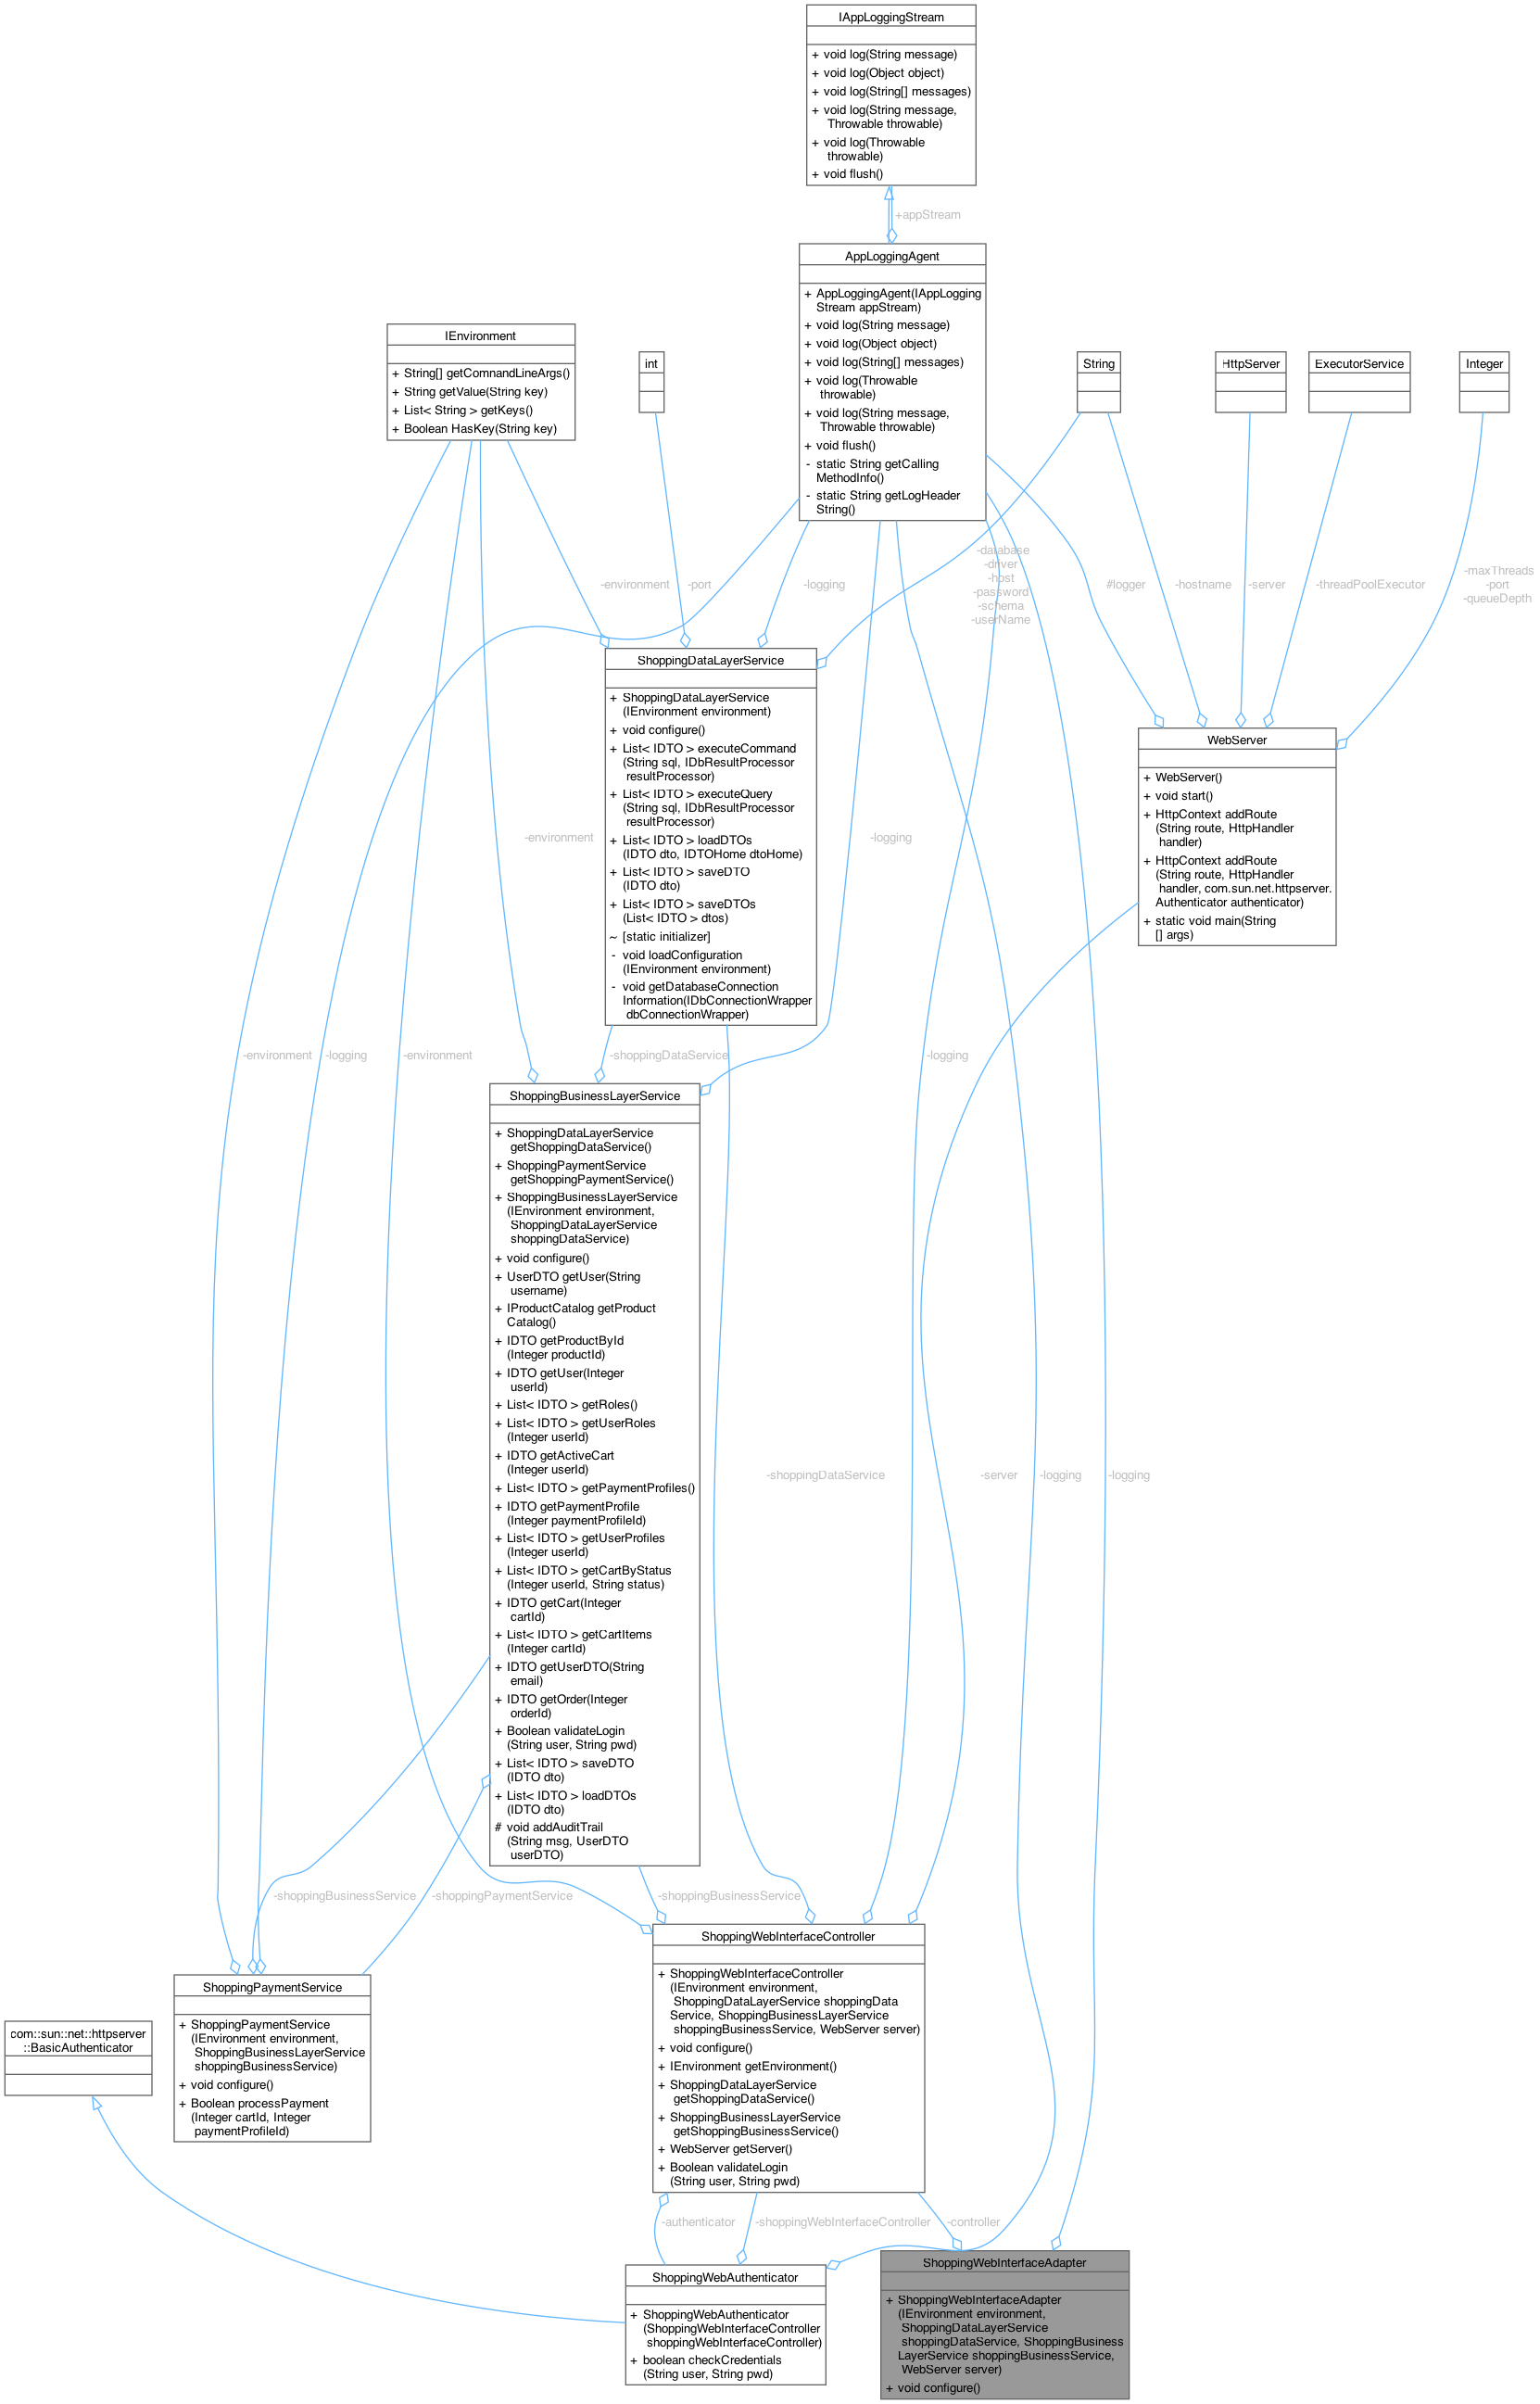 IAppLoggingStream
+ void log(String message)
+ void log(Object object)
+ void log(String[] messages)
+ void log(String message,
Throwable throwable)
+ void log(Throwable
throwable)
+ void flush()
+appStream
AppLoggingAgent
+ AppLoggingAgent(IAppLogging
Stream appStream)
+ void log(String message)
+ void log(Object object)
+ void log(String[] messages)
+ void log(Throwable
throwable)
+ void log(String message,
Throwable throwable)
+ void flush()
- static String getCalling
MethodInfo()
- static String getLogHeader
String()
IEnvironment
+ String[] getComnandLineArgs()
+ String getValue(String key)
+ List< String > getKeys()
+ Boolean HasKey(String key)
int
String
HttpServer
ExecutorService
Integer
-environment
-port
-logging
-database
-driver
-host
-password
-schema
-userName
#logger
-hostname
-server
-threadPoolExecutor
-maxThreads
-port
-queueDepth
ShoppingDataLayerService
+ ShoppingDataLayerService
(IEnvironment environment)
+ void configure()
+ List< IDTO > executeCommand
(String sql, IDbResultProcessor
resultProcessor)
+ List< IDTO > executeQuery
(String sql, IDbResultProcessor
resultProcessor)
+ List< IDTO > loadDTOs
(IDTO dto, IDTOHome dtoHome)
+ List< IDTO > saveDTO
(IDTO dto)
+ List< IDTO > saveDTOs
(List< IDTO > dtos)
~ [static initializer]
- void loadConfiguration
(IEnvironment environment)
- void getDatabaseConnection
Information(IDbConnectionWrapper
dbConnectionWrapper)
WebServer
+ WebServer()
+ void start()
+ HttpContext addRoute
(String route, HttpHandler
handler)
+ HttpContext addRoute
(String route, HttpHandler
handler, com.sun.net.httpserver.
Authenticator authenticator)
+ static void main(String
[] args)
-environment
-logging
-environment
-logging
-environment
-shoppingDataService
-logging
ShoppingBusinessLayerService
+ ShoppingDataLayerService
getShoppingDataService()
+ ShoppingPaymentService
getShoppingPaymentService()
+ ShoppingBusinessLayerService
(IEnvironment environment,
ShoppingDataLayerService
shoppingDataService)
+ void configure()
+ UserDTO getUser(String
username)
+ IProductCatalog getProduct
Catalog()
+ IDTO getProductById
(Integer productId)
+ IDTO getUser(Integer
userId)
+ List< IDTO > getRoles()
+ List< IDTO > getUserRoles
(Integer userId)
+ IDTO getActiveCart
(Integer userId)
+ List< IDTO > getPaymentProfiles()
+ IDTO getPaymentProfile
(Integer paymentProfileId)
+ List< IDTO > getUserProfiles
(Integer userId)
+ List< IDTO > getCartByStatus
(Integer userId, String status)
+ IDTO getCart(Integer
cartId)
+ List< IDTO > getCartItems
(Integer cartId)
+ IDTO getUserDTO(String
email)
+ IDTO getOrder(Integer
orderId)
+ Boolean validateLogin
(String user, String pwd)
+ List< IDTO > saveDTO
(IDTO dto)
+ List< IDTO > loadDTOs
(IDTO dto)
# void addAuditTrail
(String msg, UserDTO
userDTO)
-shoppingDataService
-server
-logging
-logging
-shoppingBusinessService
-shoppingPaymentService
-shoppingBusinessService
ShoppingWebInterfaceController
+ ShoppingWebInterfaceController
(IEnvironment environment,
ShoppingDataLayerService shoppingData
Service, ShoppingBusinessLayerService
shoppingBusinessService, WebServer server)
+ void configure()
+ IEnvironment getEnvironment()
+ ShoppingDataLayerService
getShoppingDataService()
+ ShoppingBusinessLayerService
getShoppingBusinessService()
+ WebServer getServer()
+ Boolean validateLogin
(String user, String pwd)
ShoppingPaymentService
+ ShoppingPaymentService
(IEnvironment environment,
ShoppingBusinessLayerService
shoppingBusinessService)
+ void configure()
+ Boolean processPayment
(Integer cartId, Integer
paymentProfileId)
com::sun::net::httpserver
::BasicAuthenticator
-authenticator
-shoppingWebInterfaceController
-controller
ShoppingWebAuthenticator
+ ShoppingWebAuthenticator
(ShoppingWebInterfaceController
shoppingWebInterfaceController)
+ boolean checkCredentials
(String user, String pwd)
ShoppingWebInterfaceAdapter
+ ShoppingWebInterfaceAdapter
(IEnvironment environment,
ShoppingDataLayerService
shoppingDataService, ShoppingBusiness
LayerService shoppingBusinessService,
WebServer server)
+ void configure()